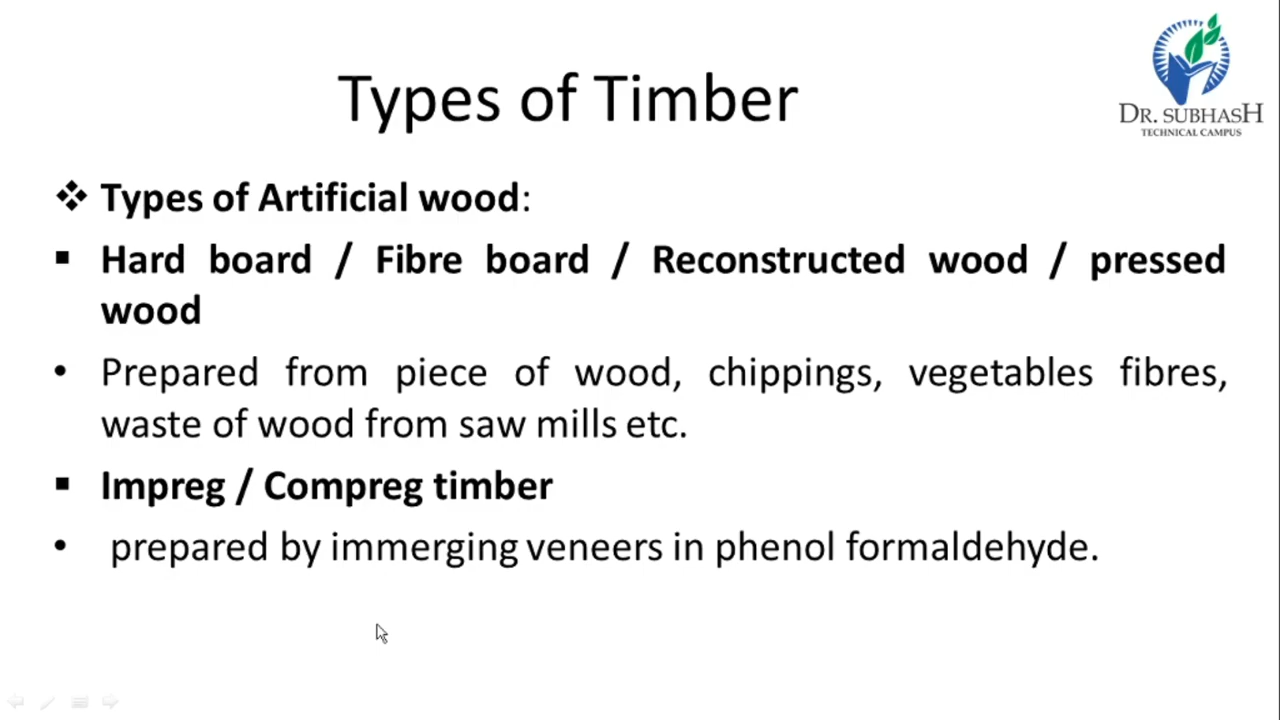 Types of Timber
DR. SUBHASH
TECHNICAL CAMPUS
❖ Types of Artificial wood:
▪ Hard board / Fibre board / Reconstructed wood / pressed
wood
• Prepared from piece of wood, chippings, vegetables fibres,
waste of wood from saw mills etc.
▪ Impreg / Compreg timber
• prepared by immerging veneers in phenol formaldehyde.